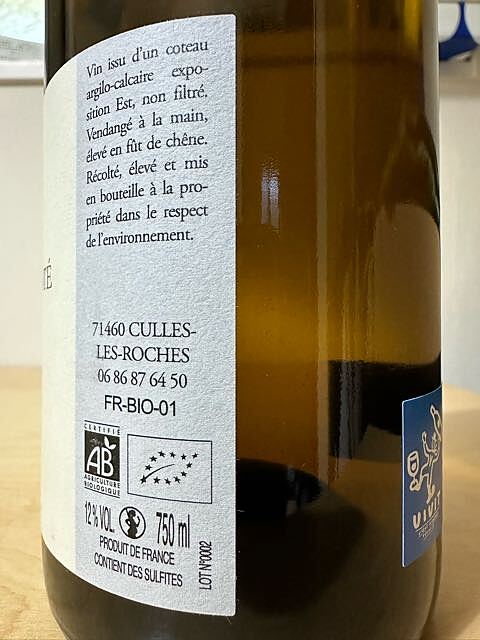 Vin issu d'un coteau
argilo-calcaire expo-
sition Est, non filtré.
Vendangé à la main,
élevé en fût de chêne.
Récolté, élevé et mis
en bouteille à la pro-
priété dans le respect
de l'environnement.
71460 CULLES-
LES-ROCHES
06 86 87 64 50
FR-BIO-01
CERTIFIÉ
AB
AGRICULTURE
BIOLOGIQUE
12 % VOL.
750 ml
PRODUIT DE FRANCE
CONTIENT DES SULFITES
LOT N°0002
VIVIT